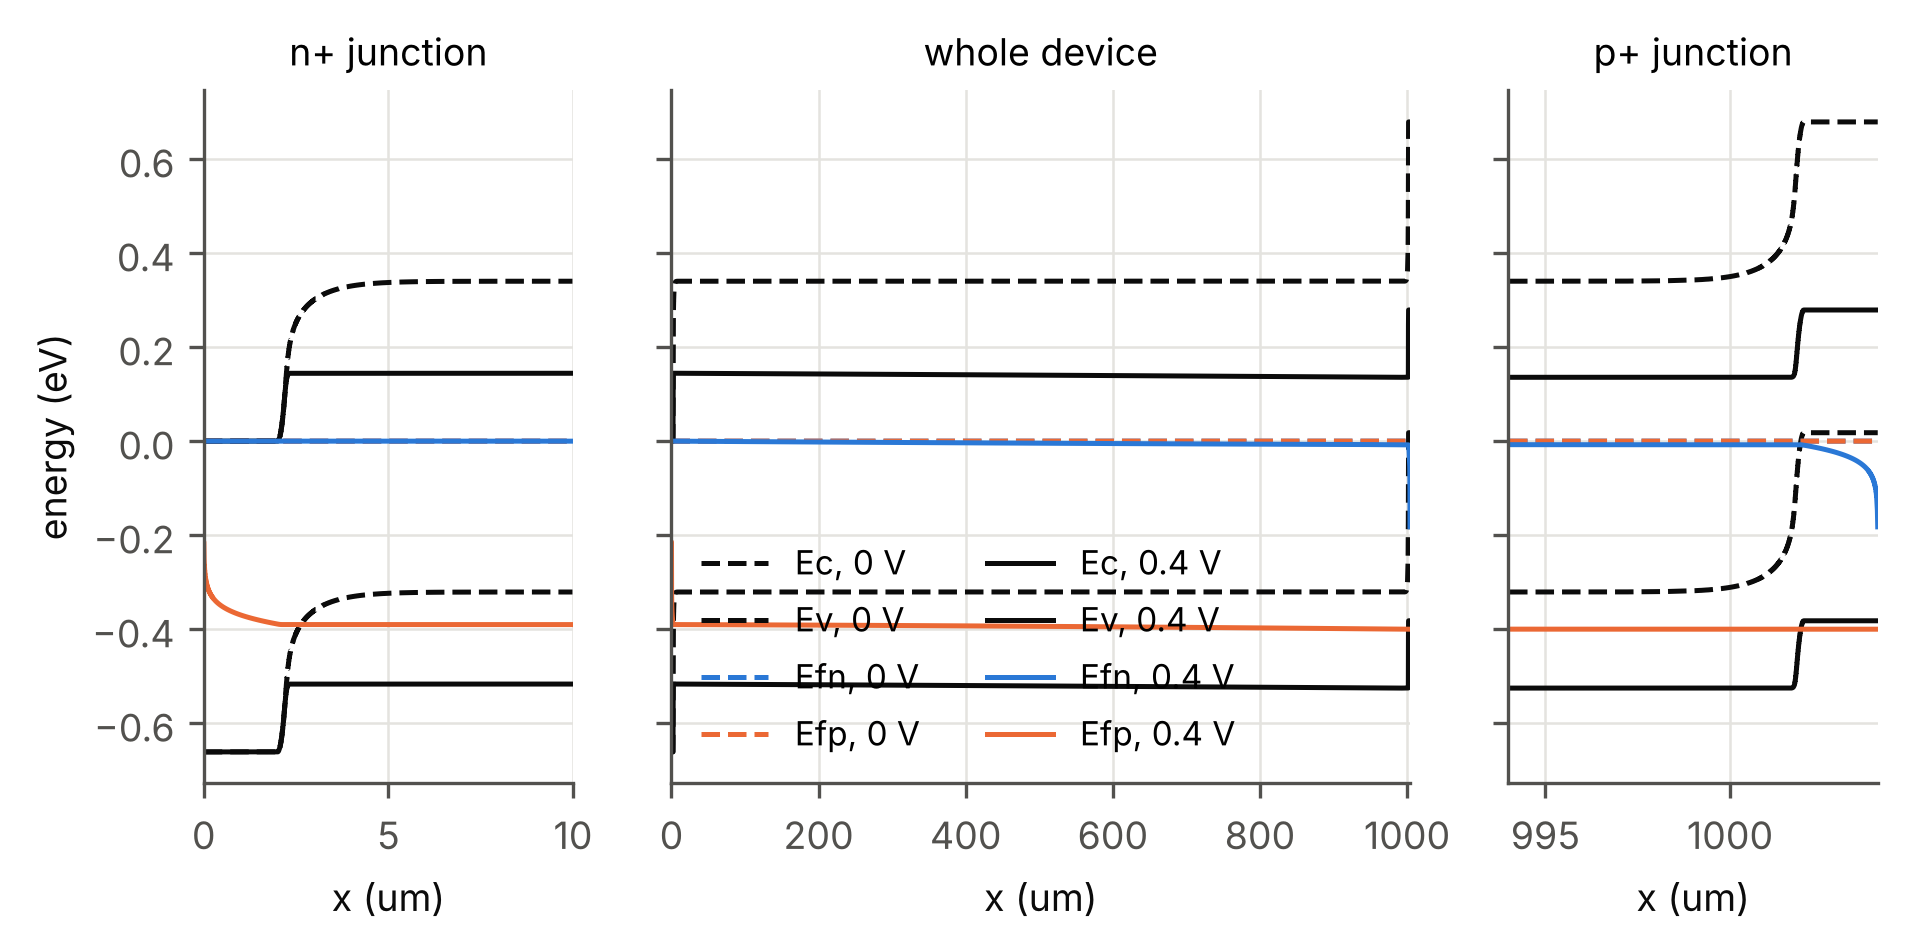 n+ junction
whole device
p+ junction
energy (eV)
0.6
0.4
0.2
0.0
−0.2
−0.4
−0.6
Ec, 0 V
Ec, 0.4 V
Ev, 0 V
Ev, 0.4 V
Efn, 0 V
Efn, 0.4 V
Efp, 0 V
Efp, 0.4 V
0 5 10
0 200 400 600 800 1000
995 1000
x (um)
x (um)
x (um)